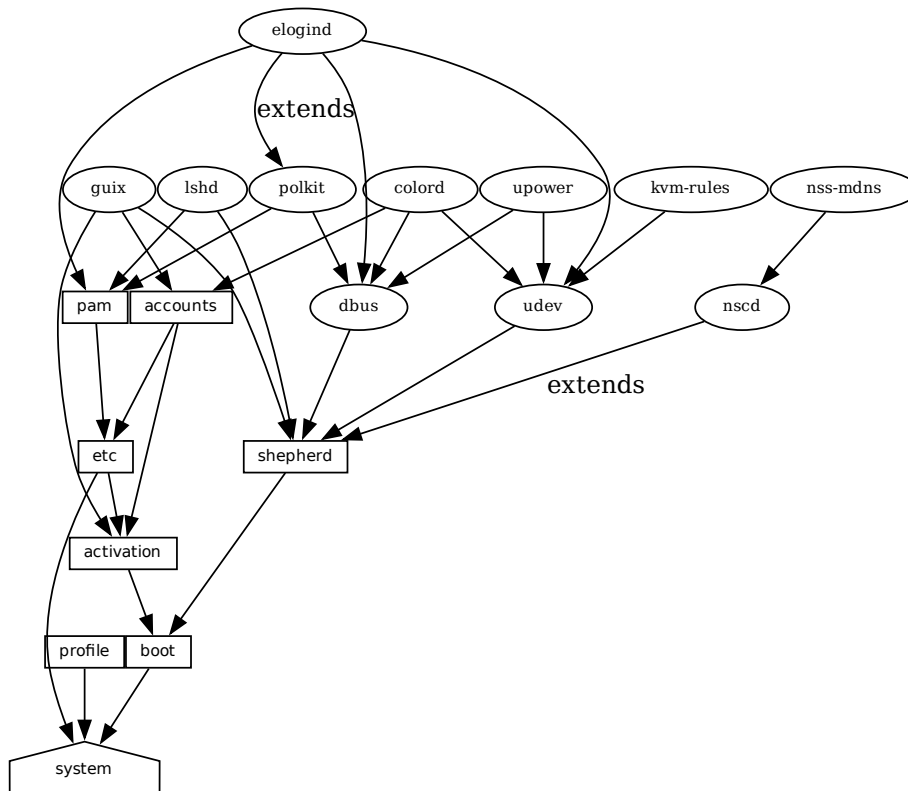 elogind
extends
guix
lshd
polkit
colord
upower
kvm-rules
nss-mdns
pam
accounts
dbus
udev
nscd
extends
etc
shepherd
activation
profile
boot
system